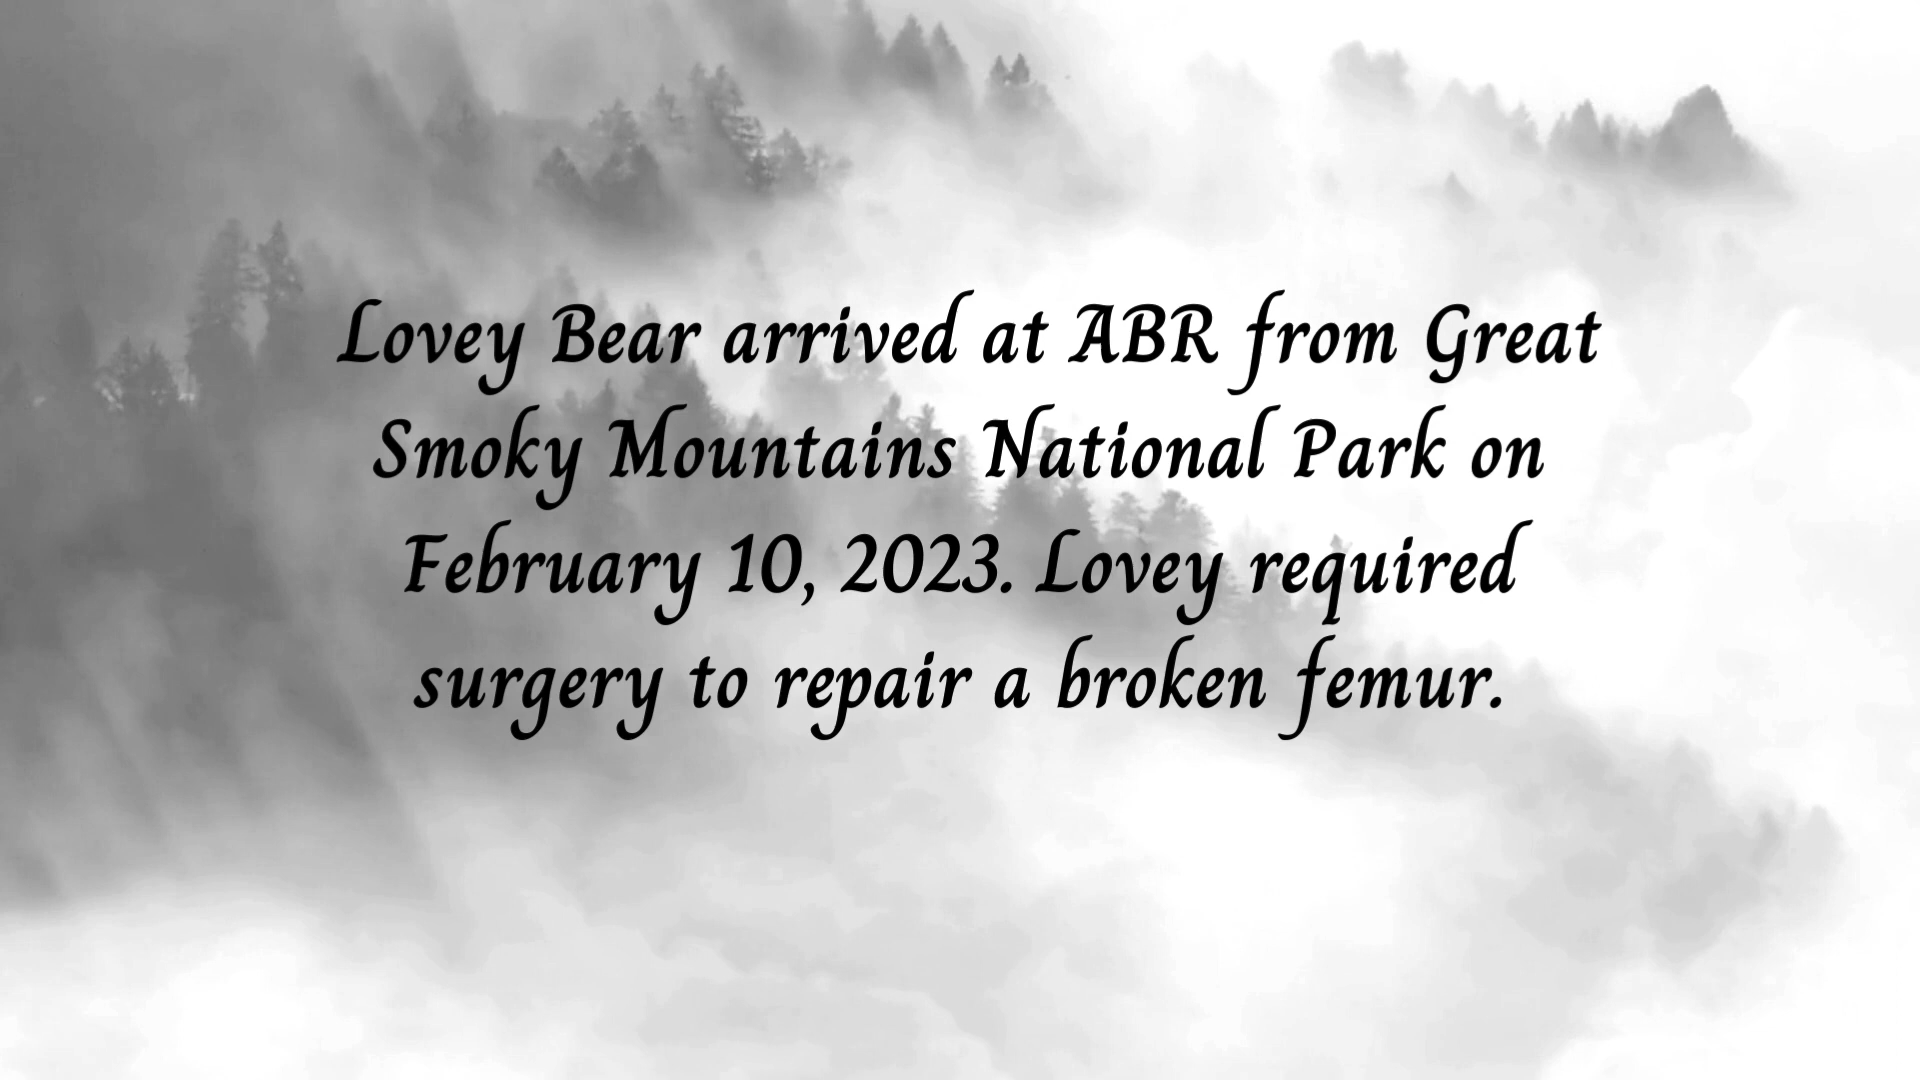 Lovey Bear arrived at ABR from Great
Smoky Mountains National Park on
February 10, 2023. Lovey required
surgery to repair a broken femur.